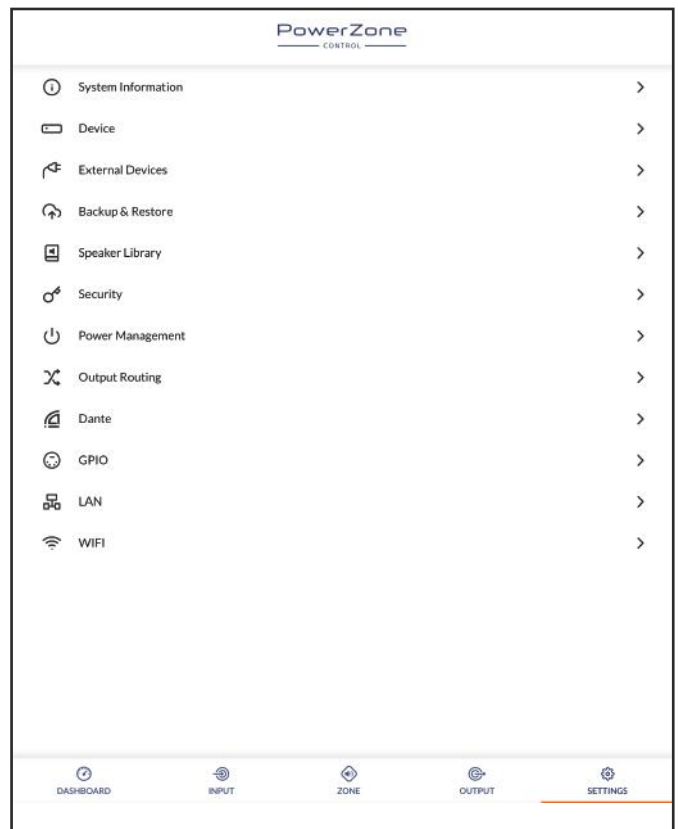 PowerZone
CONTROL
System Information
Device
External Devices
Backup & Restore
Speaker Library
Security
Power Management
Output Routing
Dante
GPIO
LAN
WIFI
DASHBOARD INPUT ZONE OUTPUT SETTINGS